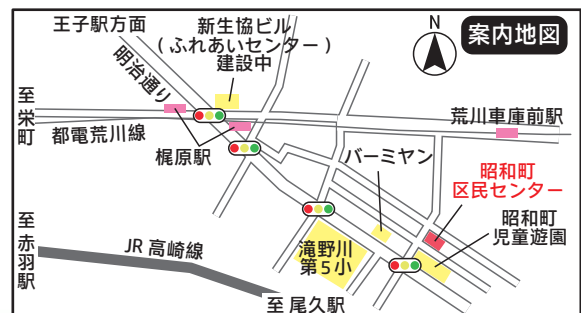 王子駅方面
新生協ビル
(ふれあいセンター)
建設中
N
案内地図
明治通り
至
栄
町
都電荒川線
荒川車庫前駅
梶原駅
バーミヤン
昭和町
区民センター
昭和町
児童遊園
至
赤
羽
駅
JR 高崎線
滝野川
第5小
至 尾久駅